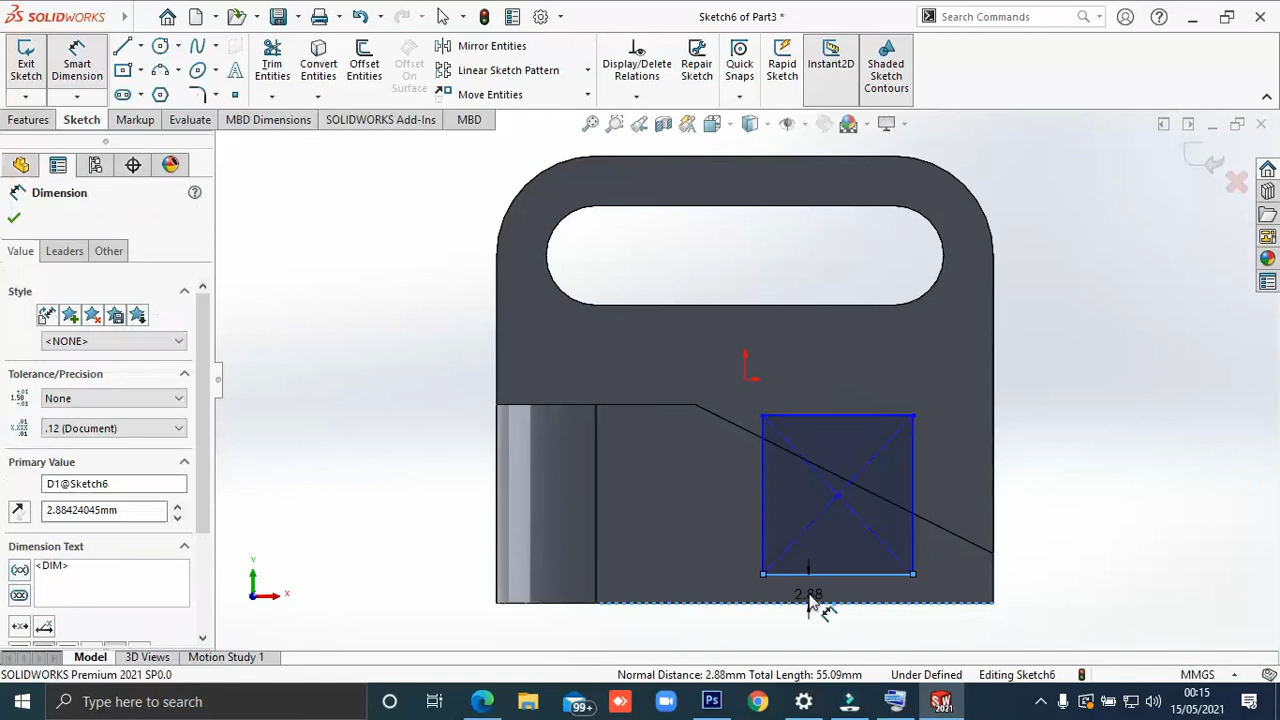 SOLIDWORKS
Sketch6 of Part3 *
Search Commands
Exit
Sketch
Smart
Dimension
Trim
Entities
Convert
Entities
Offset
Entities
Offset
On
Surface
Mirror Entities
Linear Sketch Pattern
Move Entities
Display/Delete
Relations
Repair
Sketch
Quick
Snaps
Rapid
Sketch
Instant2D
Shaded
Sketch
Contours
Features
Sketch
Markup
Evaluate
MBD Dimensions
SOLIDWORKS Add-Ins
MBD
Dimension
Value
Leaders
Other
Style
<NONE>
Tolerance/Precision
None
.12 (Document)
Primary Value
D1@Sketch6
2.88424045mm
Dimension Text
<DIM>
2.88
Y
X
Model
3D Views
Motion Study 1
SOLIDWORKS Premium 2021 SP0.0
Normal Distance: 2.88mm Total Length: 55.09mm
Under Defined
Editing Sketch6
MMGS
Type here to search
99+
Ps
SW
2021
00:15
15/05/2021